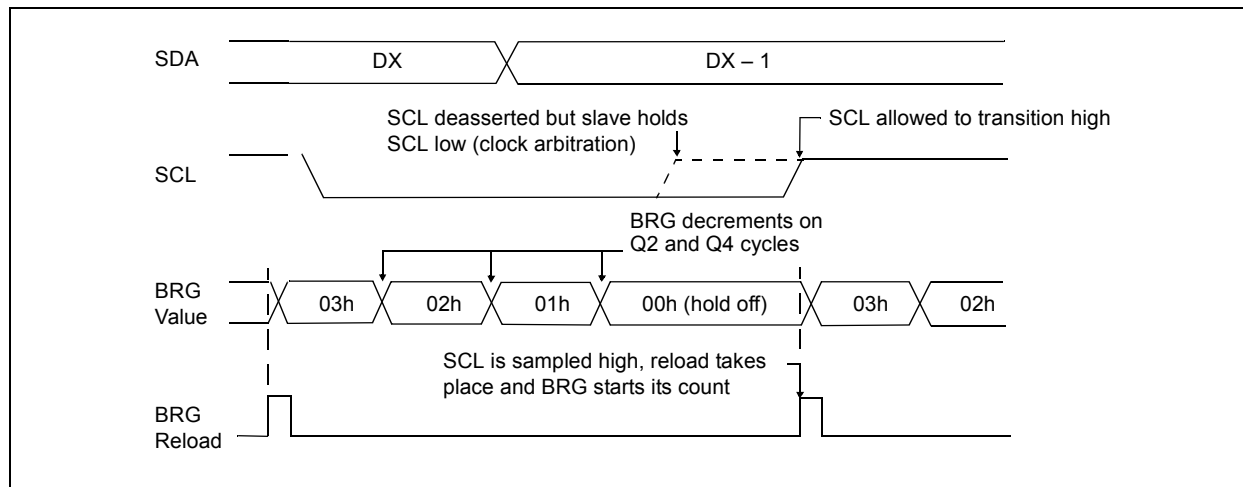 SDA
DX
DX – 1
SCL deasserted but slave holds
SCL low (clock arbitration)
SCL allowed to transition high
SCL
BRG decrements on
Q2 and Q4 cycles
BRG
Value
03h
02h
01h
00h (hold off)
03h
02h
SCL is sampled high, reload takes
place and BRG starts its count
BRG
Reload